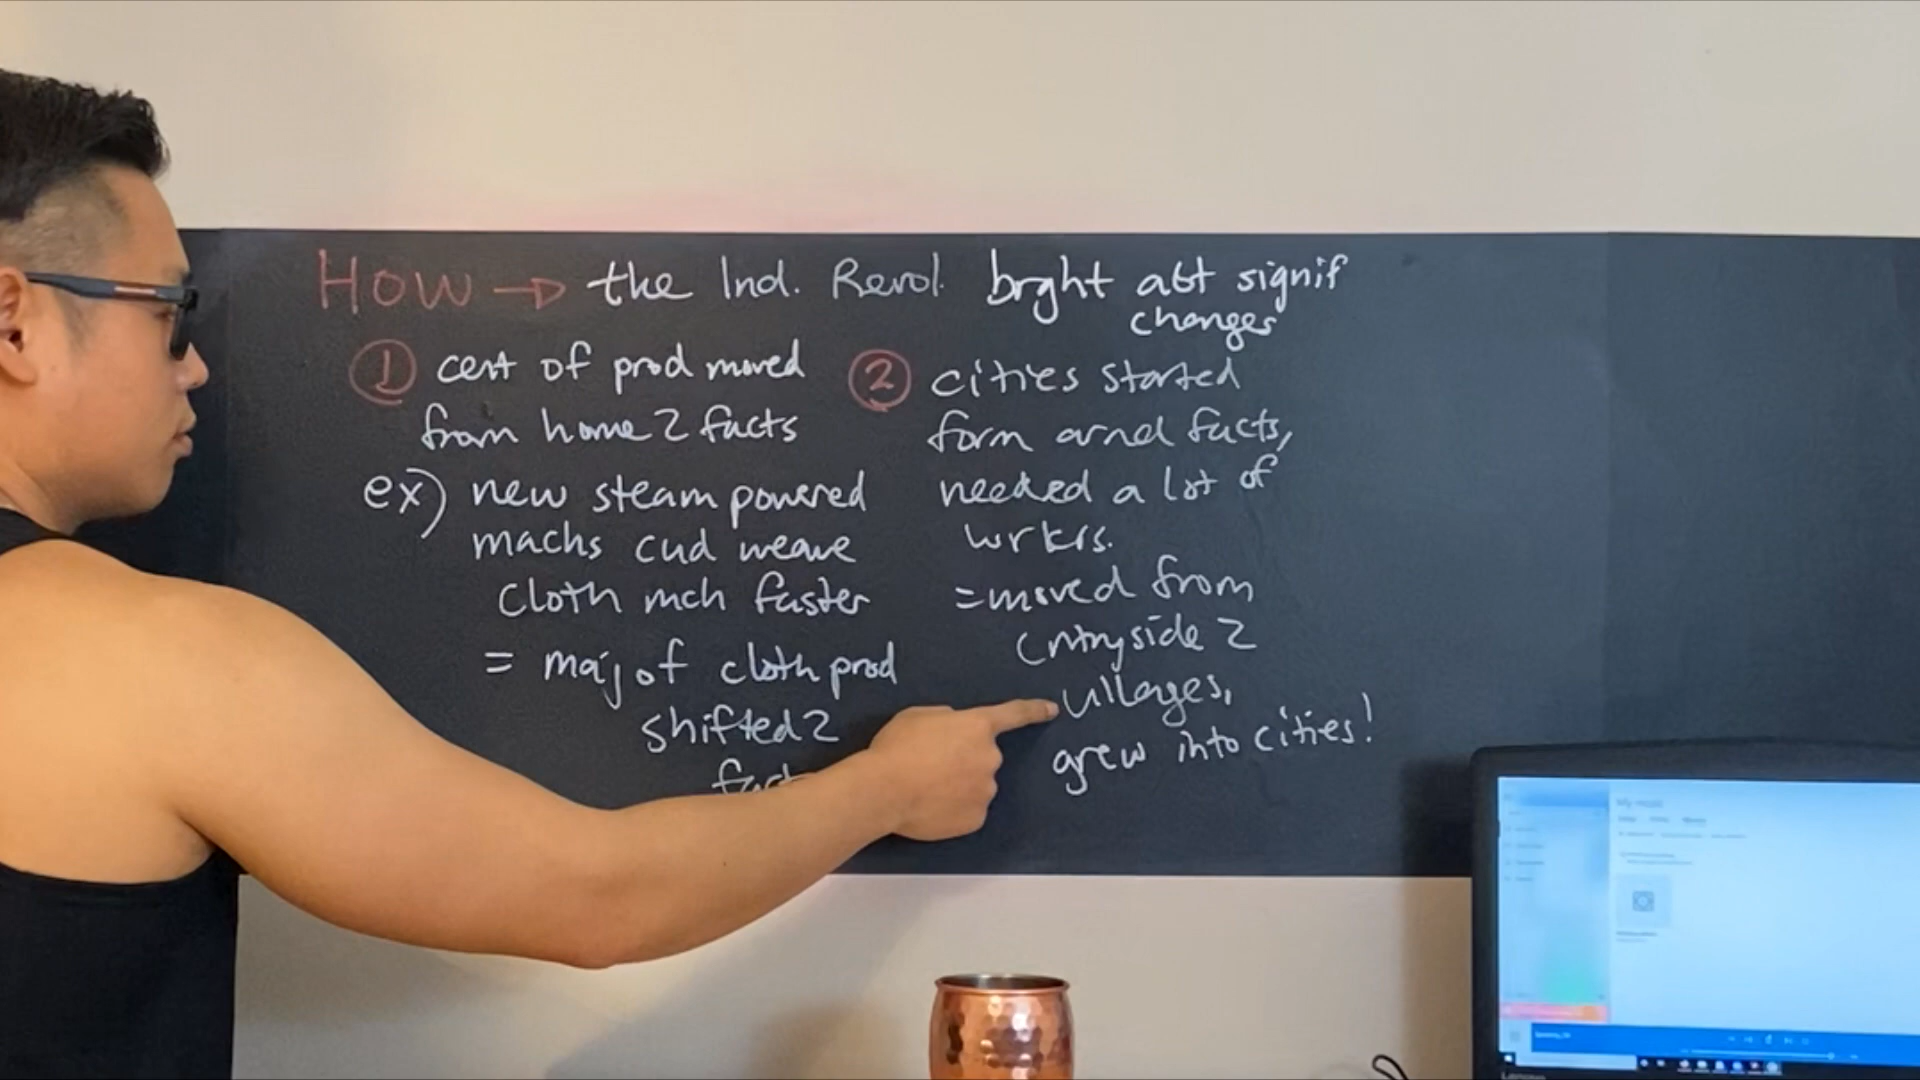 HOW → the Ind. Revol. brght abt signif
changes
① cent of prod moved
from home 2 facts
ex) new steam powered
machs cud weave
cloth mch faster
= maj of cloth prod
shifted 2
② cities started
form arnd facts,
needed a lot of
wrkrs.
= moved from
cntryside 2
villages,
grew into cities!
Lenovo